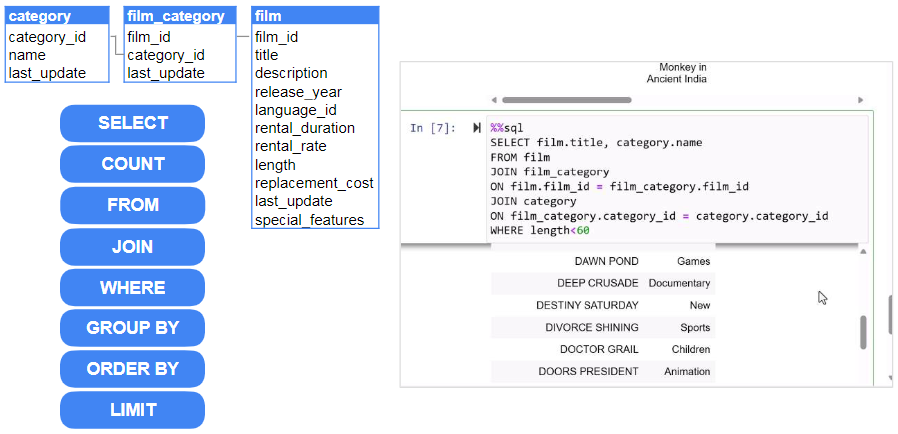 category
category_id
name
last_update
film_category
film_id
category_id
last_update
film
film_id
title
description
release_year
language_id
rental_duration
rental_rate
length
replacement_cost
last_update
special_features
SELECT
COUNT
FROM
JOIN
WHERE
GROUP BY
ORDER BY
LIMIT
Monkey in
Ancient India
In [7]:
%%sql
SELECT film.title, category.name
FROM film
JOIN film_category
ON film.film_id = film_category.film_id
JOIN category
ON film_category.category_id = category.category_id
WHERE length<60
DAWN POND Games
DEEP CRUSADE Documentary
DESTINY SATURDAY New
DIVORCE SHINING Sports
DOCTOR GRAIL Children
DOORS PRESIDENT Animation